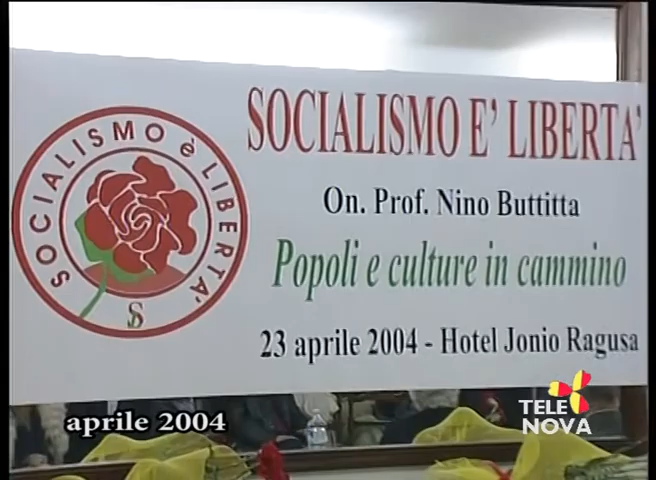 SOCIALISMO E' LIBERTA'
SOCIALISMO è LIBERTÀ
S
On. Prof. Nino Buttitta
Popoli e culture in cammino
23 aprile 2004 - Hotel Jonio Ragusa
aprile 2004
TELE
NOVA